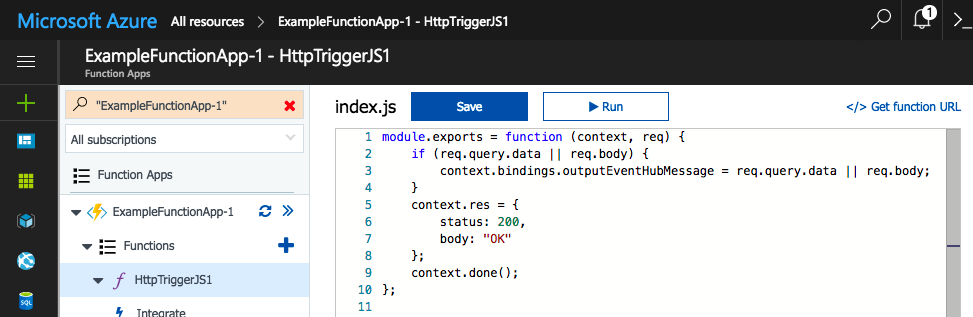 Microsoft Azure All resources > ExampleFunctionApp-1 - HttpTriggerJS1 1 >_
ExampleFunctionApp-1 - HttpTriggerJS1
Function Apps
"ExampleFunctionApp-1"
All subscriptions
Function Apps
ExampleFunctionApp-1
Functions
HttpTriggerJS1
Integrate
SQL
index.js Save Run </> Get function URL
1 module.exports = function (context, req) {
2     if (req.query.data || req.body) {
3         context.bindings.outputEventHubMessage = req.query.data || req.body;
4     }
5     context.res = {
6         status: 200,
7         body: "OK"
8     };
9     context.done();
10 };
11